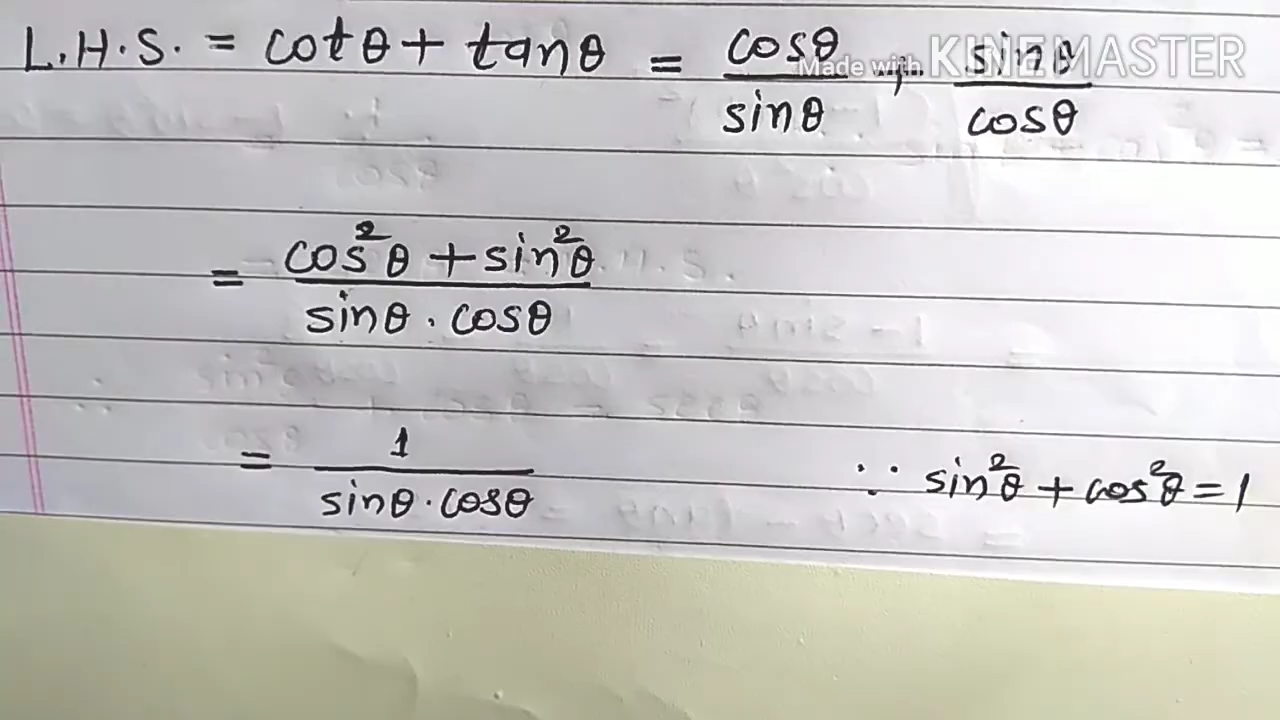 L.H.S. = cotθ + tanθ = cosθ/sinθ + sinθ/cosθ
Made with KINEMASTER
= cos²θ + sin²θ / sinθ . cosθ
= 1 / sinθ . cosθ ∵ sin²θ + cos²θ = 1